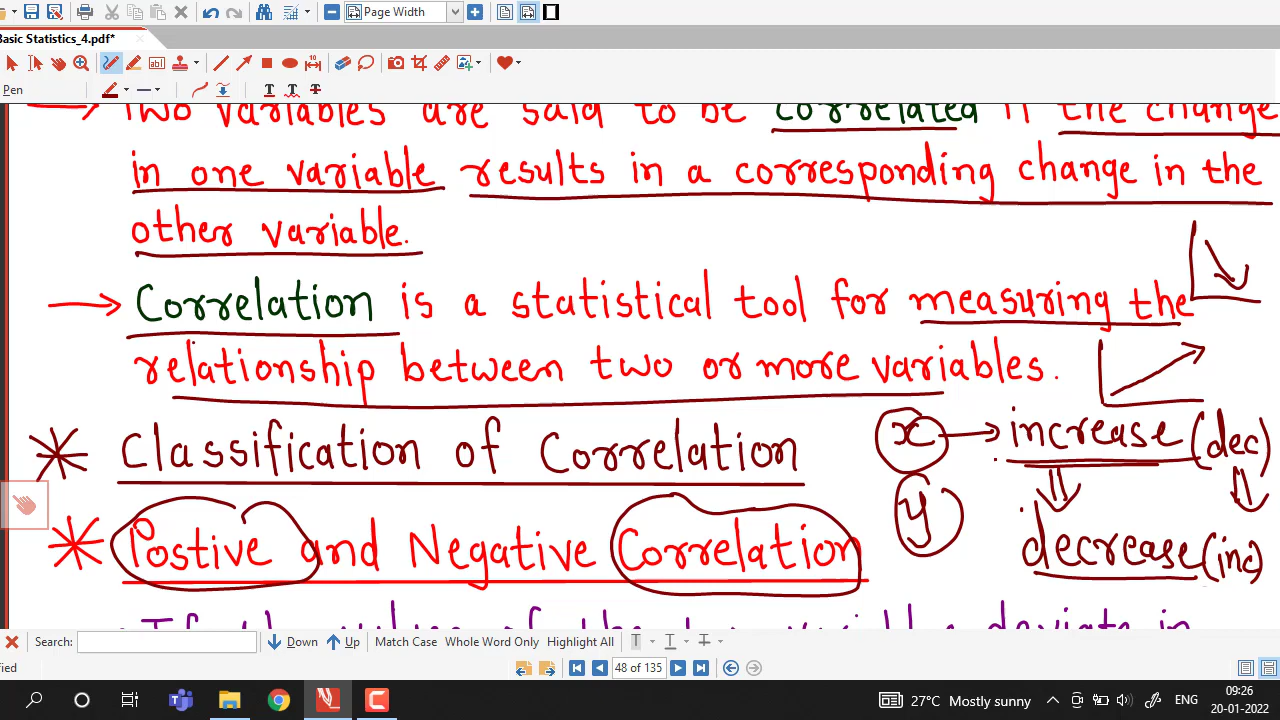 Page Width
Basic Statistics_4.pdf*
10
Pen
T T T
Two variables are said to be correlated if the change
in one variable results in a corresponding change in the
other variable.
Correlation is a statistical tool for measuring the
relationship between two or more variables.
Classification of Correlation
x → increase (dec)
y
decrease (inc)
Postive and Negative Correlation
Search: Down Up Match Case Whole Word Only Highlight All T T T
fied 48 of 135
27°C Mostly sunny ENG 09:26
20-01-2022